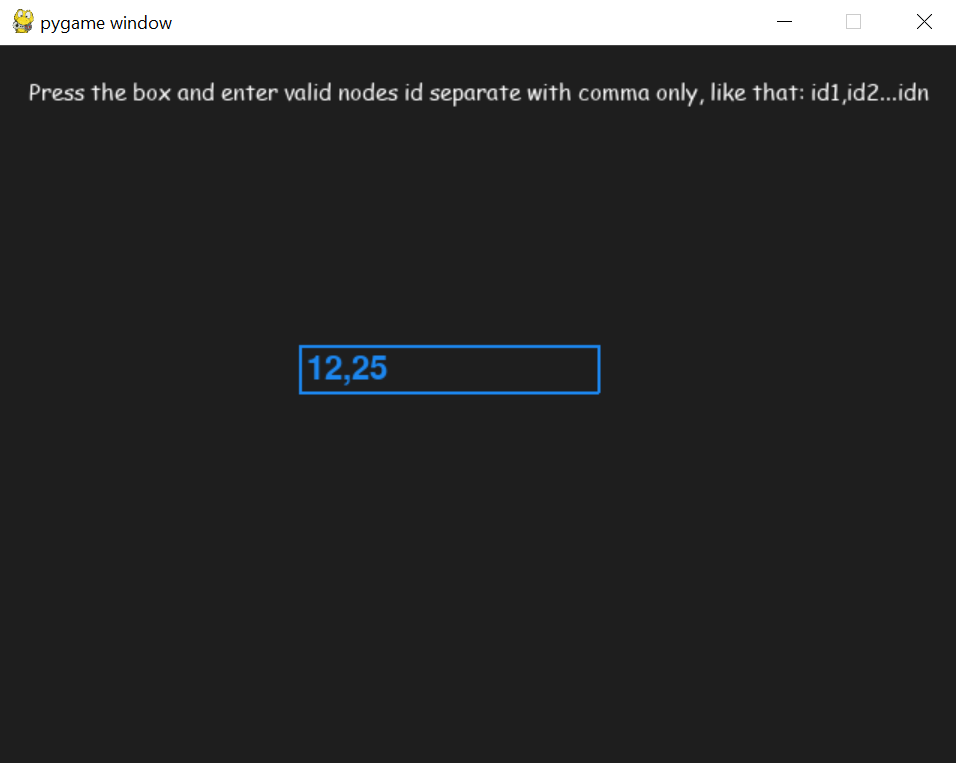 pygame window
Press the box and enter valid nodes id separate with comma only, like that: id1,id2...idn
12,25